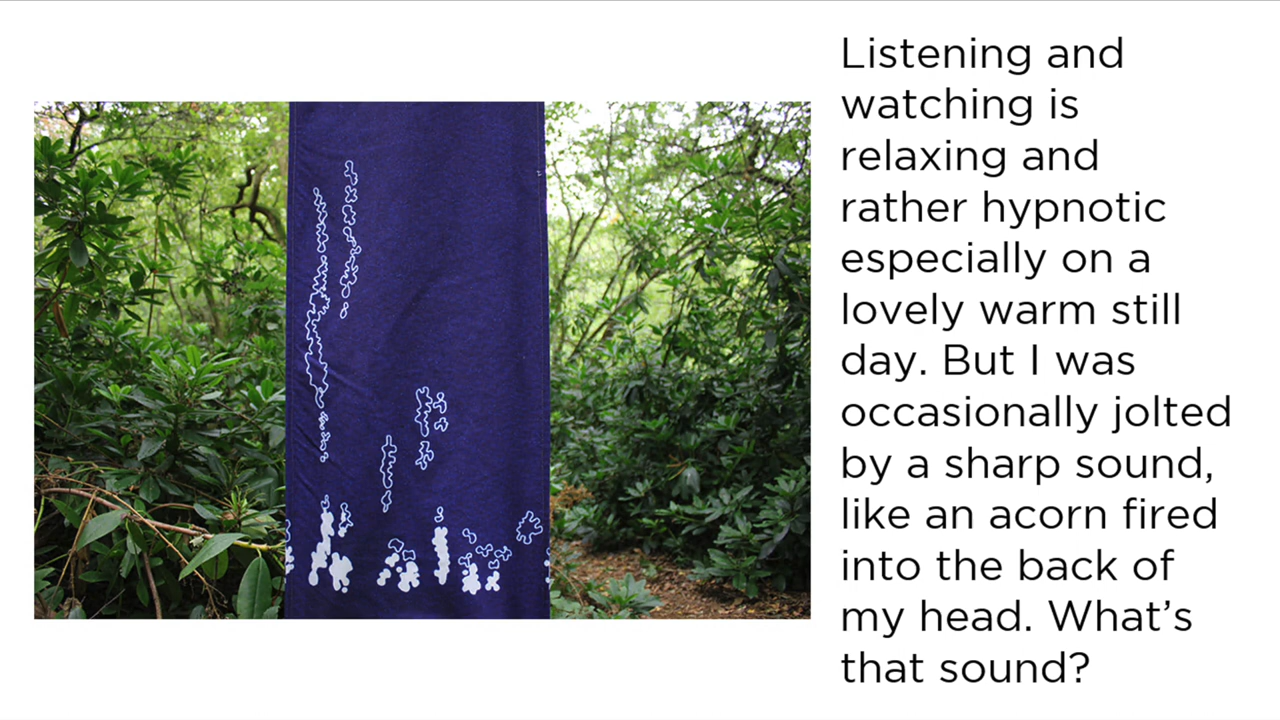 Listening and
watching is
relaxing and
rather hypnotic
especially on a
lovely warm still
day. But I was
occasionally jolted
by a sharp sound,
like an acorn fired
into the back of
my head. What’s
that sound?